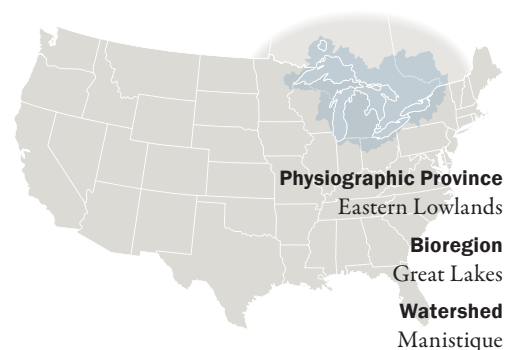 Physiographic Province
Eastern Lowlands
Bioregion
Great Lakes
Watershed
Manistique